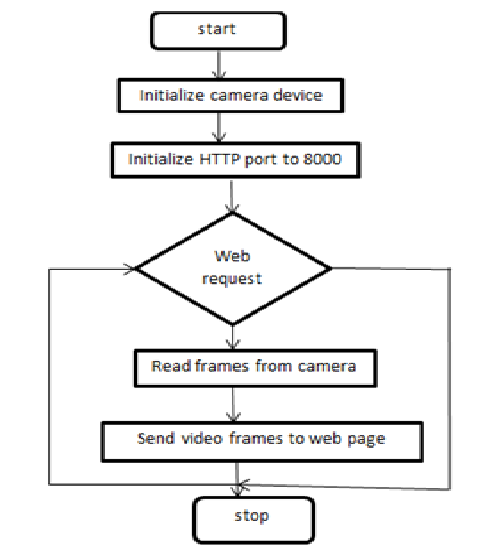 start
Initialize camera device
Initialize HTTP port to 8000
Web
request
Read frames from camera
Send video frames to web page
stop